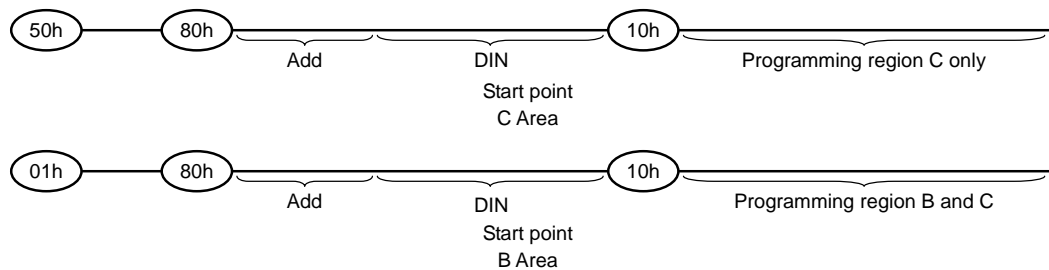 50h 80h 10h
Add DIN Programming region C only
Start point
C Area
01h 80h 10h
Add DIN Programming region B and C
Start point
B Area